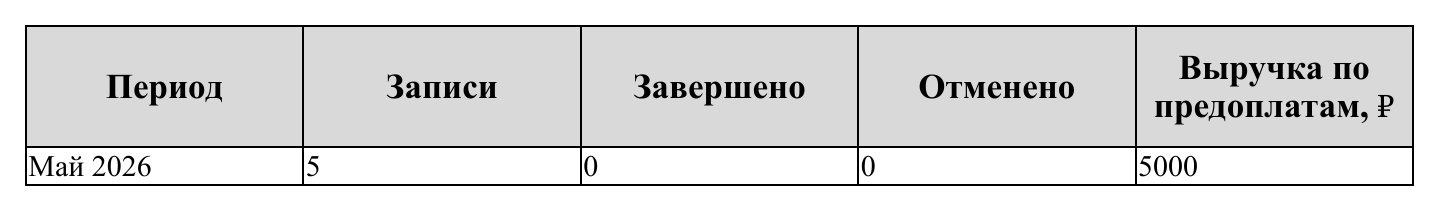 Период Записи Завершено Отменено Выручка по предоплатам, ₽
Май 2026 5 0 0 5000